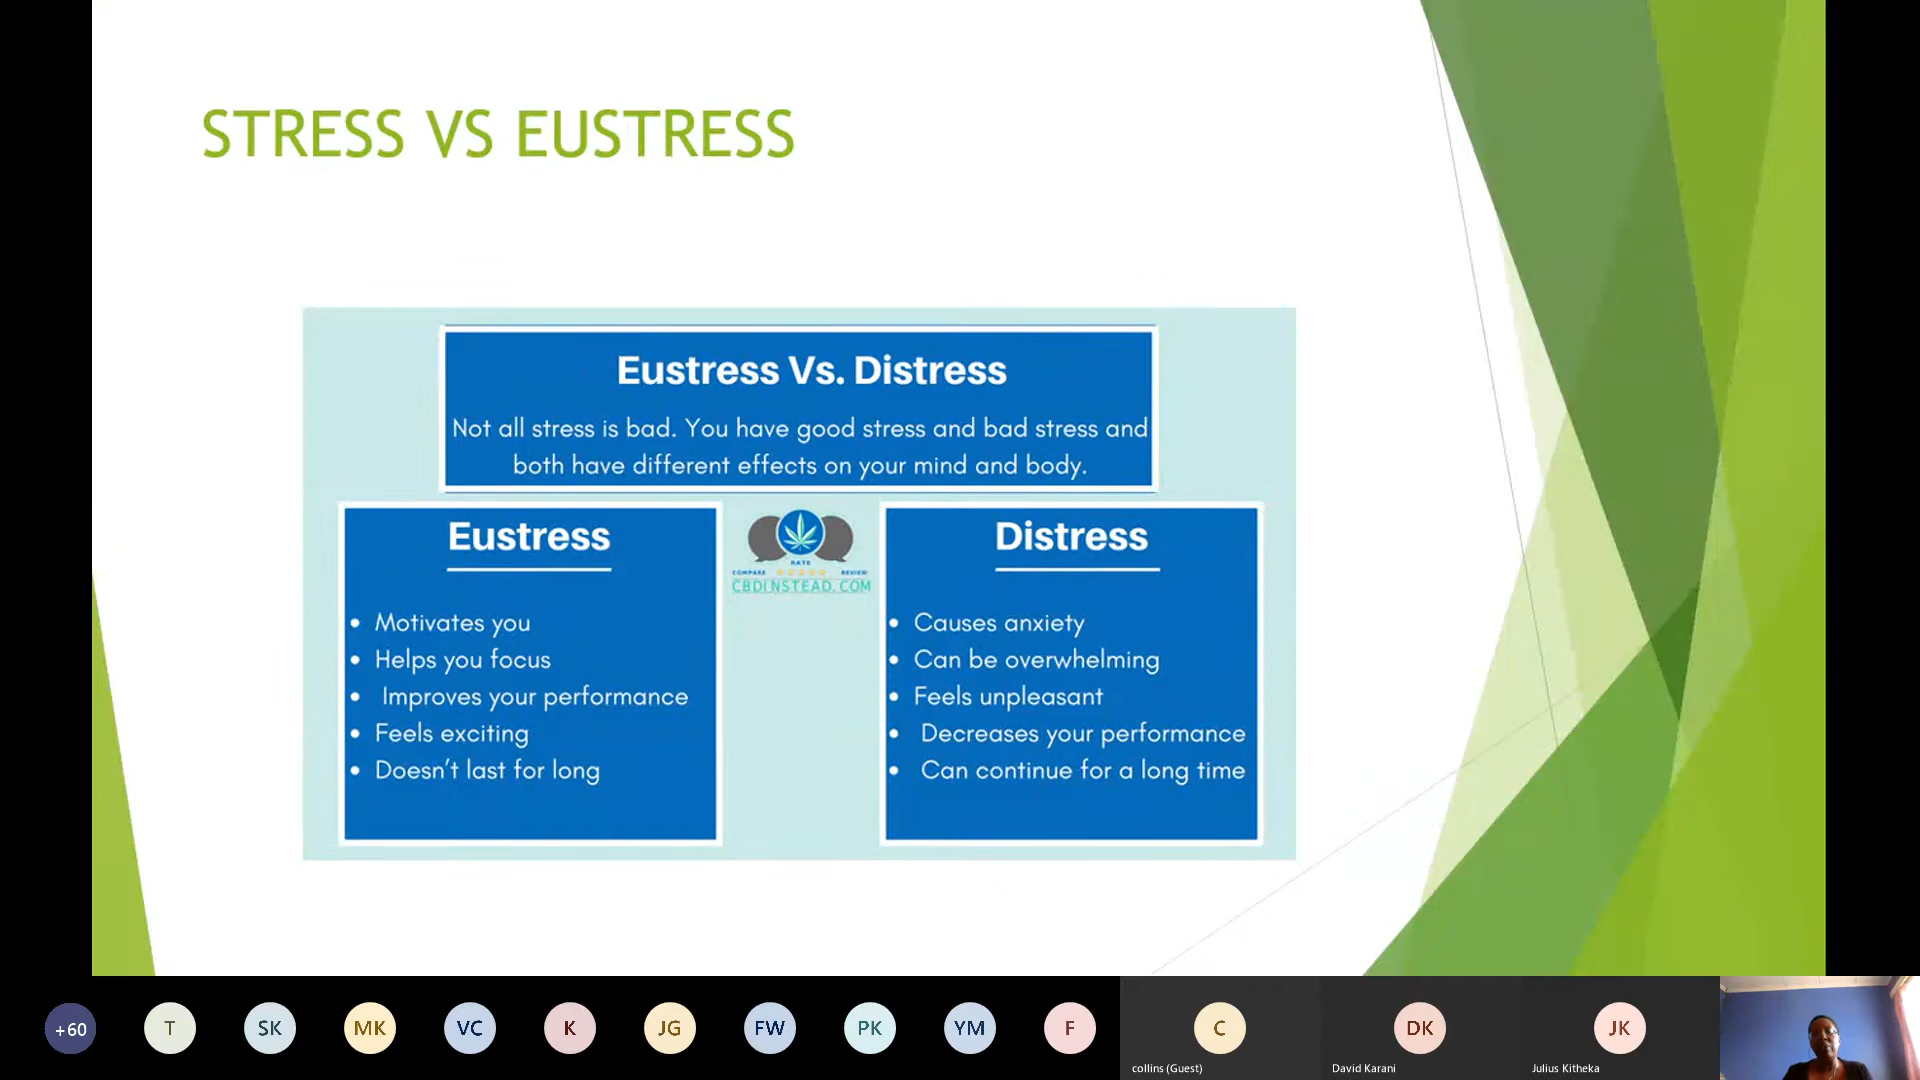 STRESS VS EUSTRESS
Eustress Vs. Distress
Not all stress is bad. You have good stress and bad stress and
both have different effects on your mind and body.
Eustress
• Motivates you
• Helps you focus
• Improves your performance
• Feels exciting
• Doesn't last for long
RATE
COMPARE REVIEW
CBDINSTEAD.COM
Distress
• Causes anxiety
• Can be overwhelming
• Feels unpleasant
• Decreases your performance
• Can continue for a long time
+60
T
SK
MK
VC
K
JG
FW
PK
YM
F
C
collins (Guest)
DK
David Karani
JK
Julius Kitheka